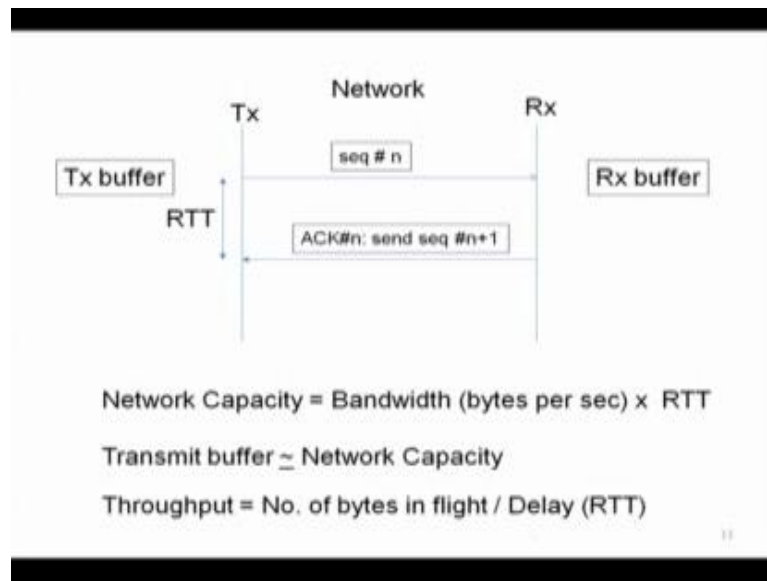 Network
Tx
Rx
seq # n
Tx buffer
Rx buffer
RTT
ACK#n: send seq #n+1
Network Capacity = Bandwidth (bytes per sec) x RTT
Transmit buffer ≃ Network Capacity
Throughput = No. of bytes in flight / Delay (RTT)